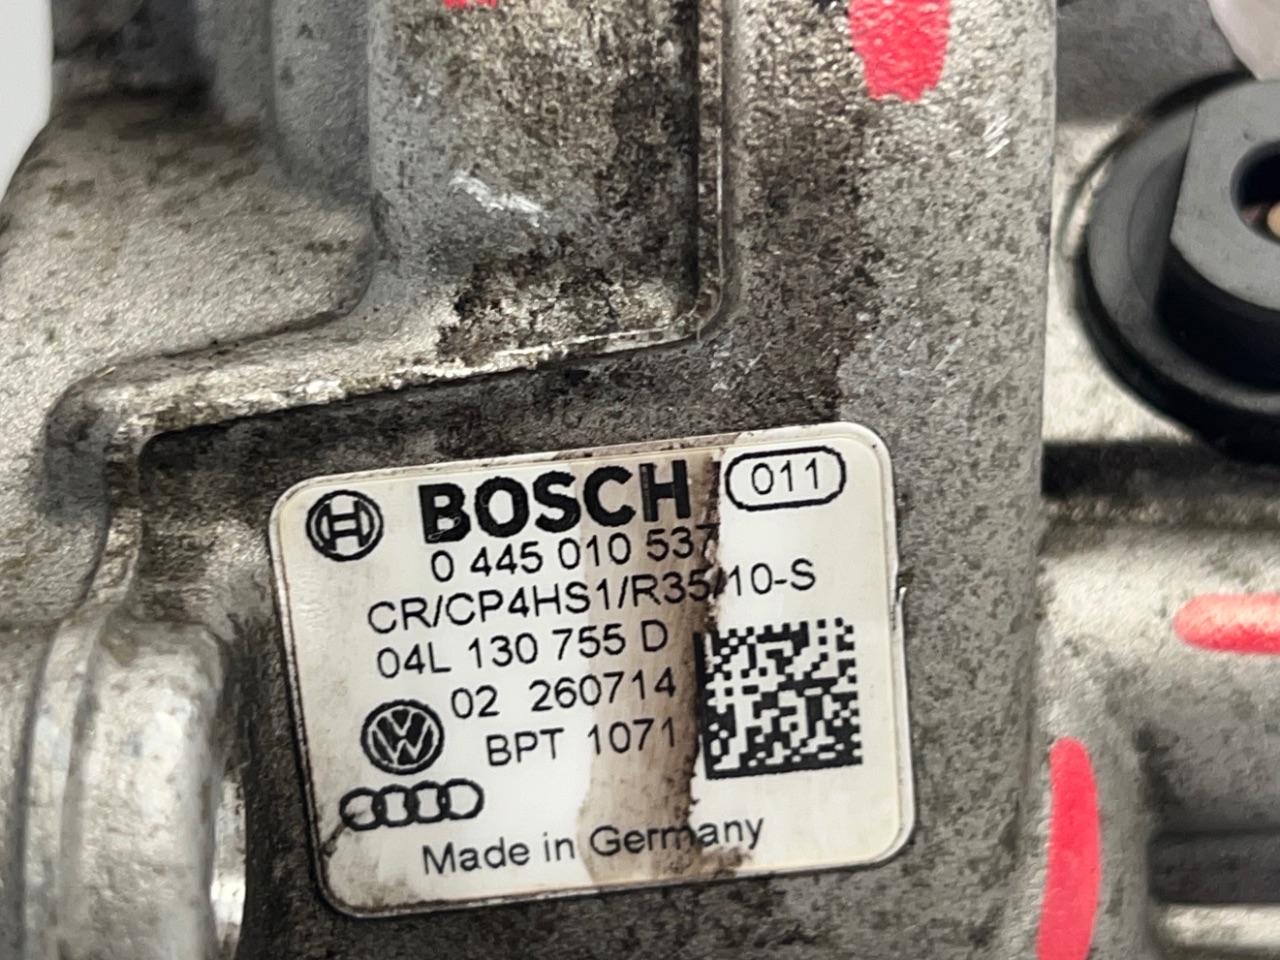 BOSCH 011
0 445 010 537
CR/CP4HS1/R35/10-S
04L 130 755 D
02 260714
BPT 1071
Made in Germany